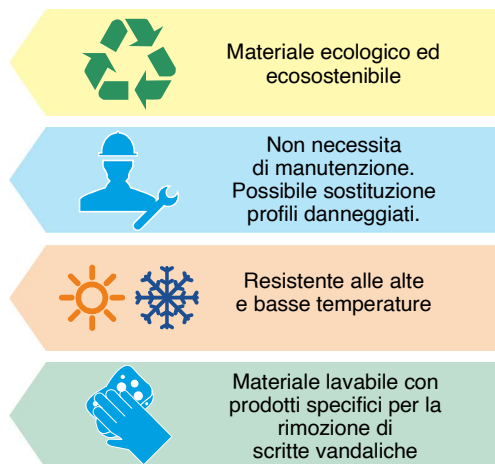 Materiale ecologico ed
ecosostenibile
Non necessita
di manutenzione.
Possibile sostituzione
profili danneggiati.
Resistente alle alte
e basse temperature
Materiale lavabile con
prodotti specifici per la
rimozione di
scritte vandaliche